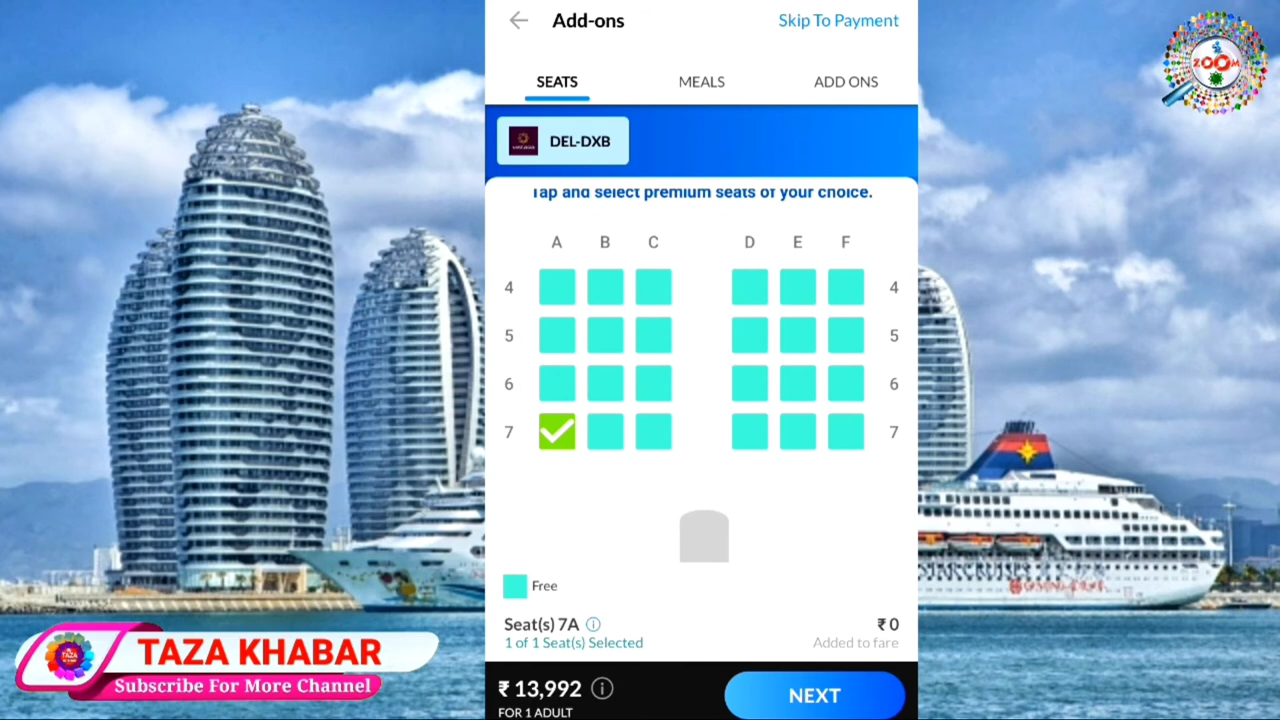 Add-ons
Skip To Payment
SEATS
MEALS
ADD ONS
DEL-DXB
Tap and select premium seats of your choice.
A B C D E F
4 4
5 5
6 6
7 7
Free
Seat(s) 7A
₹ 0
1 of 1 Seat(s) Selected
Added to fare
₹ 13,992
FOR 1 ADULT
NEXT
ZOOM
TAZA KHABAR
Subscribe For More Channel